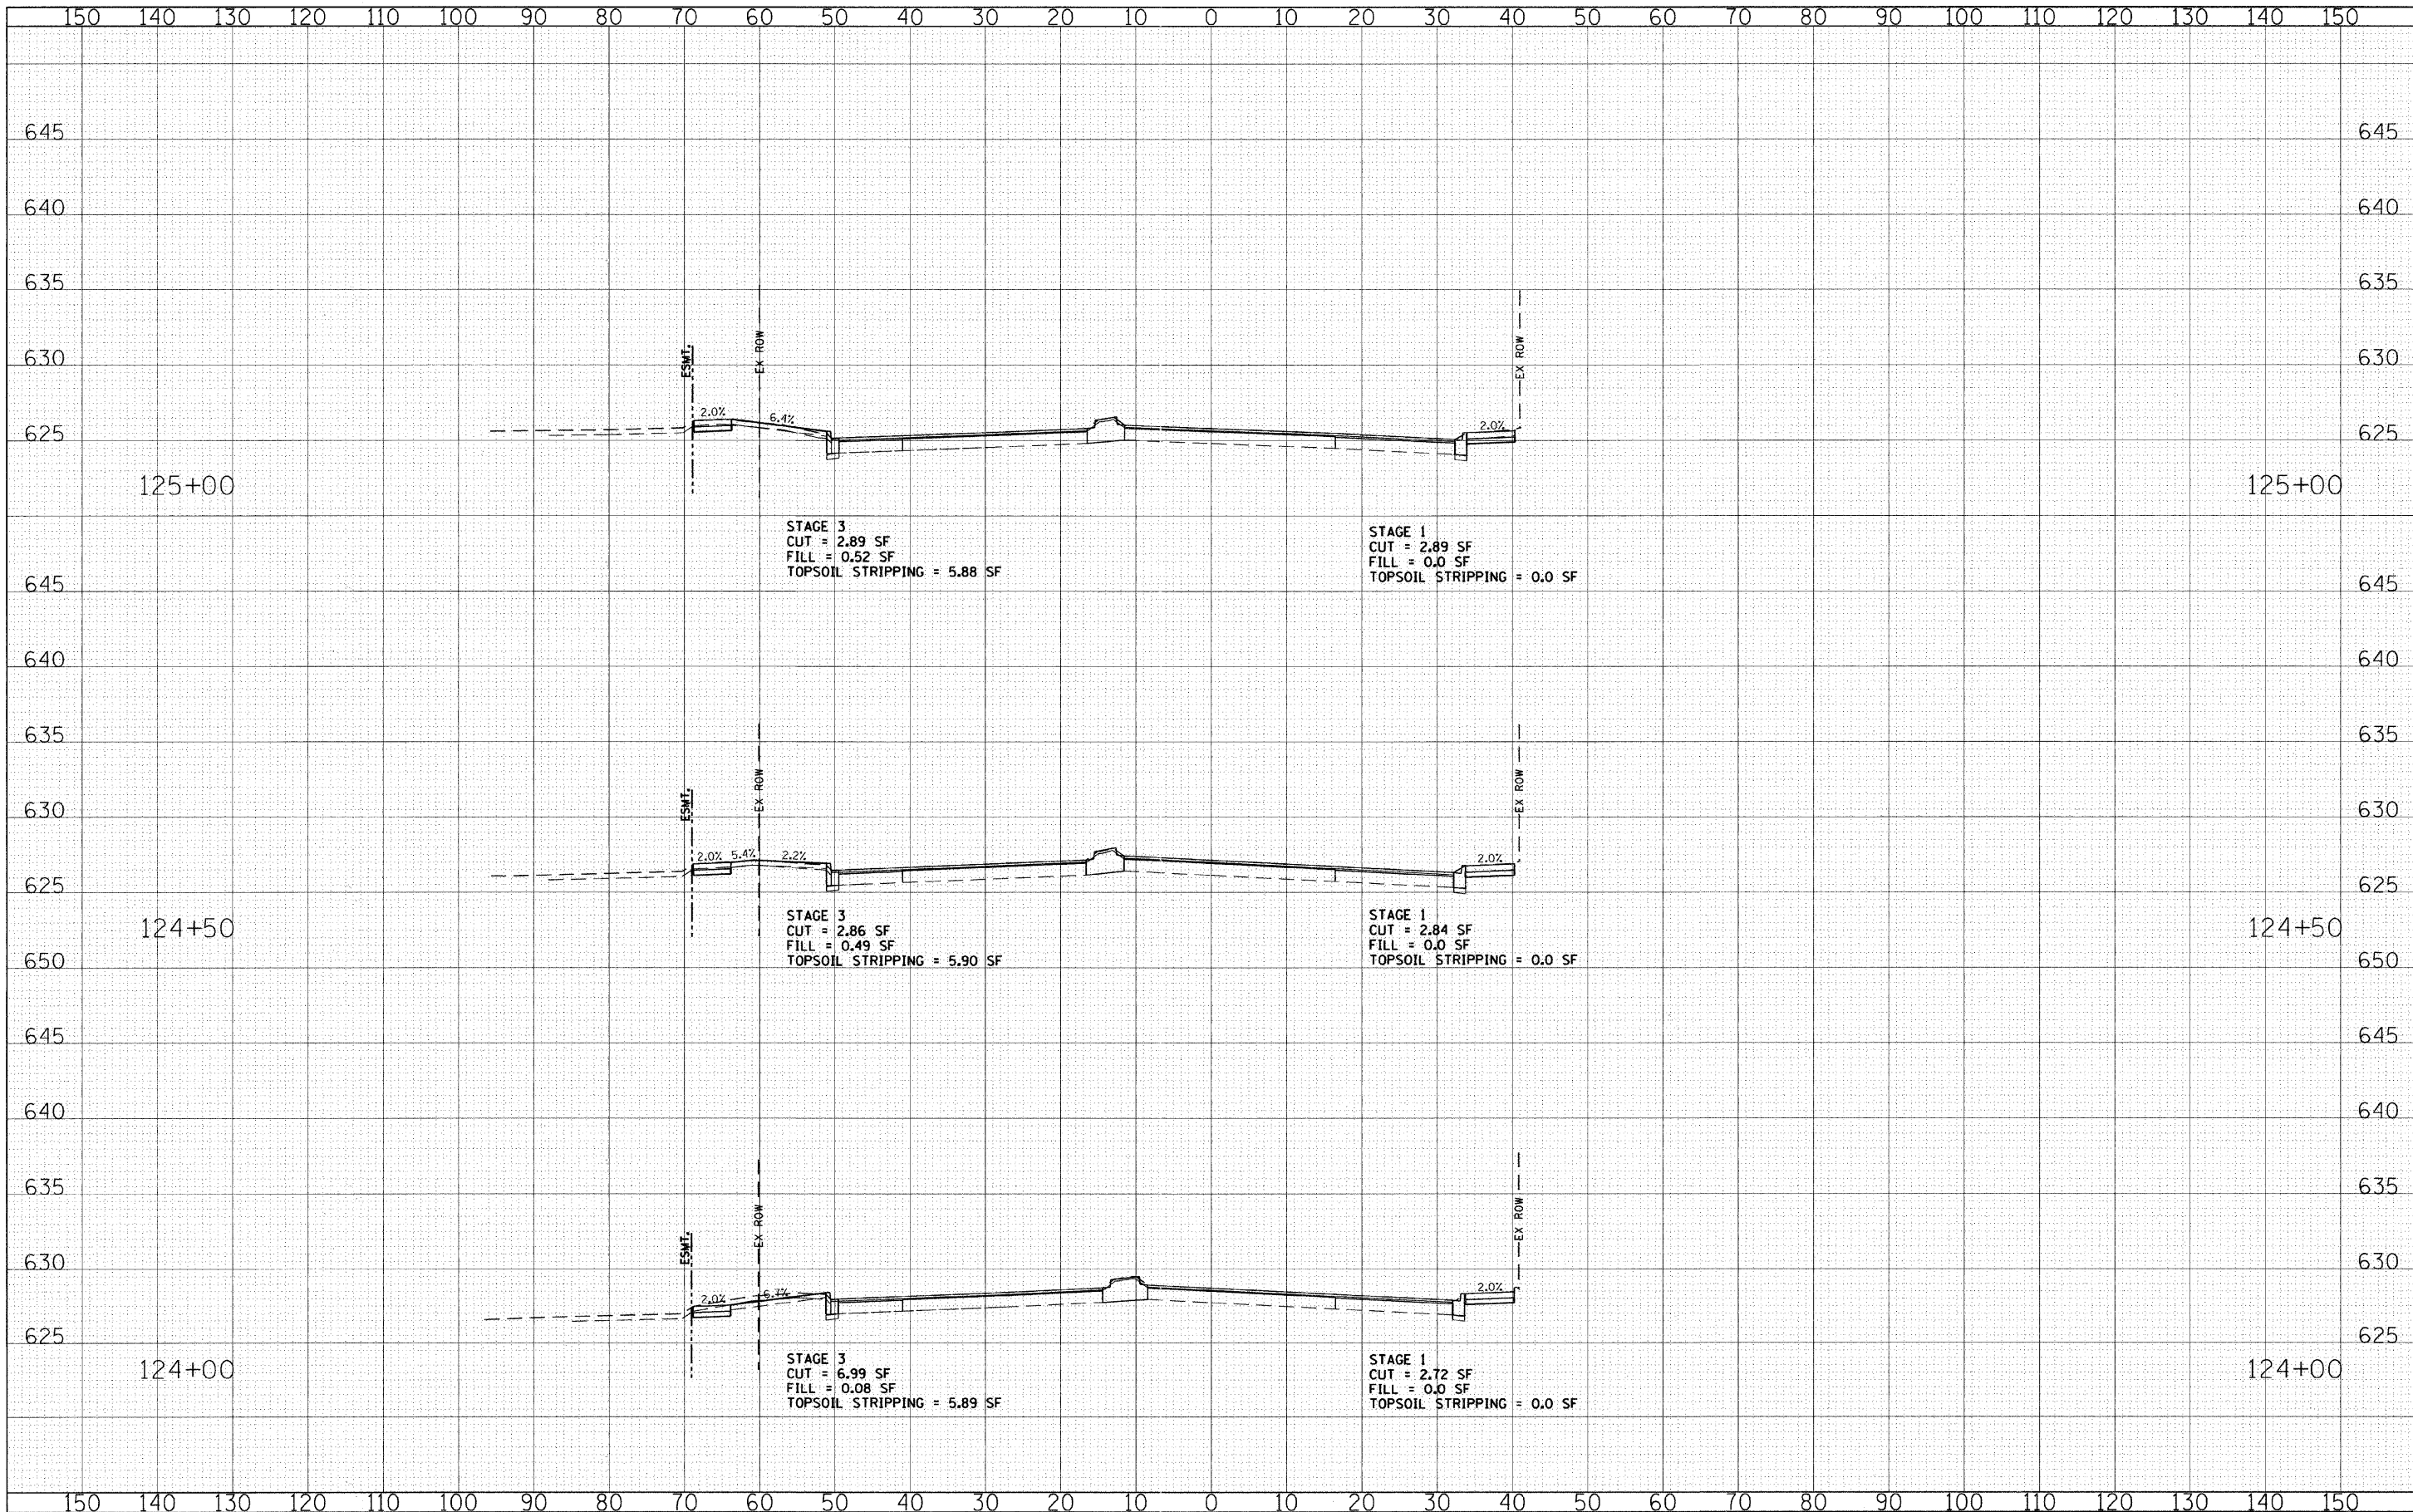 150 140 130 120 110 100 90 80 70 60 50 40 30 20 10 0 10 20 30 40 50 60 70 80 90 100 110 120 130 140 150
645 645
640 640
635 635
630 ESMT. EX ROW EX ROW 630
2.0% 6.4% 2.0%
625 625
125+00 125+00
STAGE 3
CUT = 2.89 SF
FILL = 0.52 SF
TOPSOIL STRIPPING = 5.88 SF
STAGE 1
CUT = 2.89 SF
FILL = 0.0 SF
TOPSOIL STRIPPING = 0.0 SF
645 645
640 640
635 635
630 ESMT. EX ROW EX ROW 630
2.0% 5.4% 2.2% 2.0%
625 625
124+50 124+50
STAGE 3
CUT = 2.86 SF
FILL = 0.49 SF
TOPSOIL STRIPPING = 5.90 SF
STAGE 1
CUT = 2.84 SF
FILL = 0.0 SF
TOPSOIL STRIPPING = 0.0 SF
650 650
645 645
640 640
635 635
630 ESMT. EX ROW EX ROW 630
2.0% 6.7% 2.0%
625 625
124+00 124+00
STAGE 3
CUT = 6.99 SF
FILL = 0.08 SF
TOPSOIL STRIPPING = 5.89 SF
STAGE 1
CUT = 2.72 SF
FILL = 0.0 SF
TOPSOIL STRIPPING = 0.0 SF
150 140 130 120 110 100 90 80 70 60 50 40 30 20 10 0 10 20 30 40 50 60 70 80 90 100 110 120 130 140 150